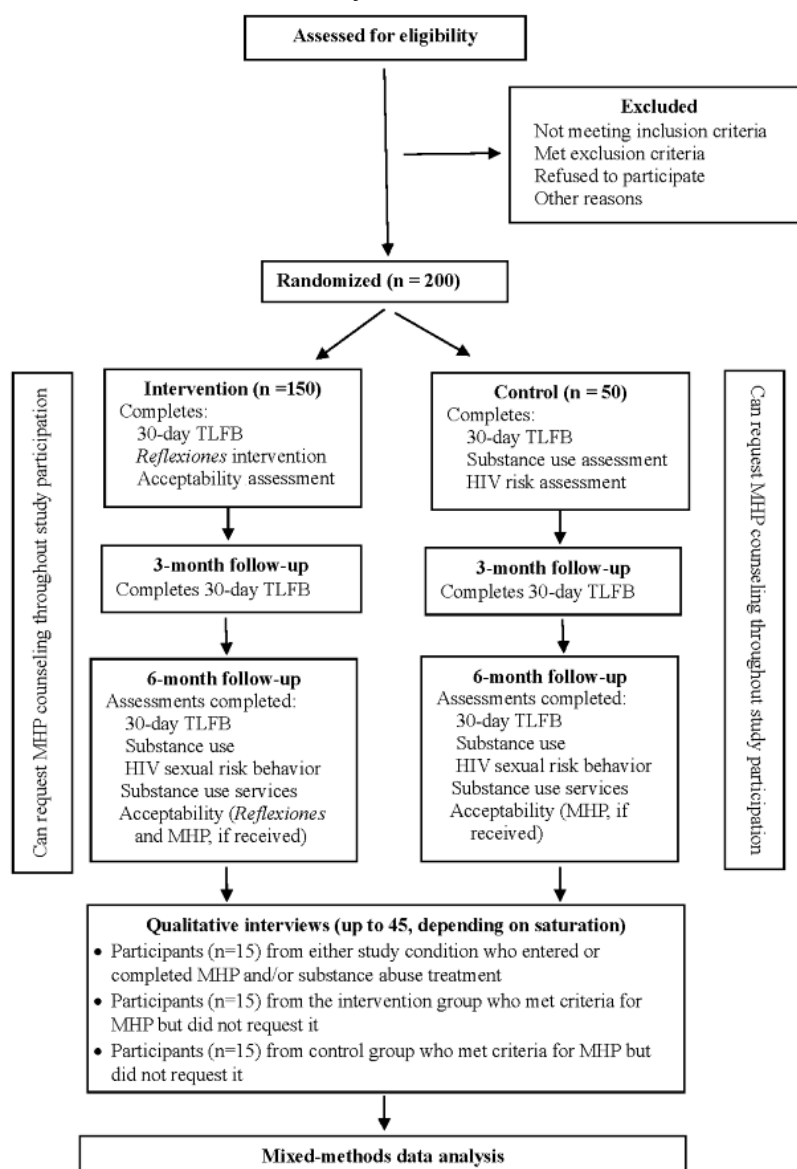 Assessed for eligibility
Excluded
Not meeting inclusion criteria
Met exclusion criteria
Refused to participate
Other reasons
Randomized (n = 200)
Can request MHP counseling throughout study participation
Intervention (n =150)
Completes:
30-day TLFB
Reflexiones intervention
Acceptability assessment
Control (n = 50)
Completes:
30-day TLFB
Substance use assessment
HIV risk assessment
Can request MHP counseling throughout study participation
3-month follow-up
Completes 30-day TLFB
3-month follow-up
Completes 30-day TLFB
6-month follow-up
Assessments completed:
30-day TLFB
Substance use
HIV sexual risk behavior
Substance use services
Acceptability (Reflexiones
and MHP, if received)
6-month follow-up
Assessments completed:
30-day TLFB
Substance use
HIV sexual risk behavior
Substance use services
Acceptability (MHP, if
received)
Qualitative interviews (up to 45, depending on saturation)
• Participants (n=15) from either study condition who entered or
completed MHP and/or substance abuse treatment
• Participants (n=15) from the intervention group who met criteria for
MHP but did not request it
• Participants (n=15) from control group who met criteria for MHP but
did not request it
Mixed-methods data analysis